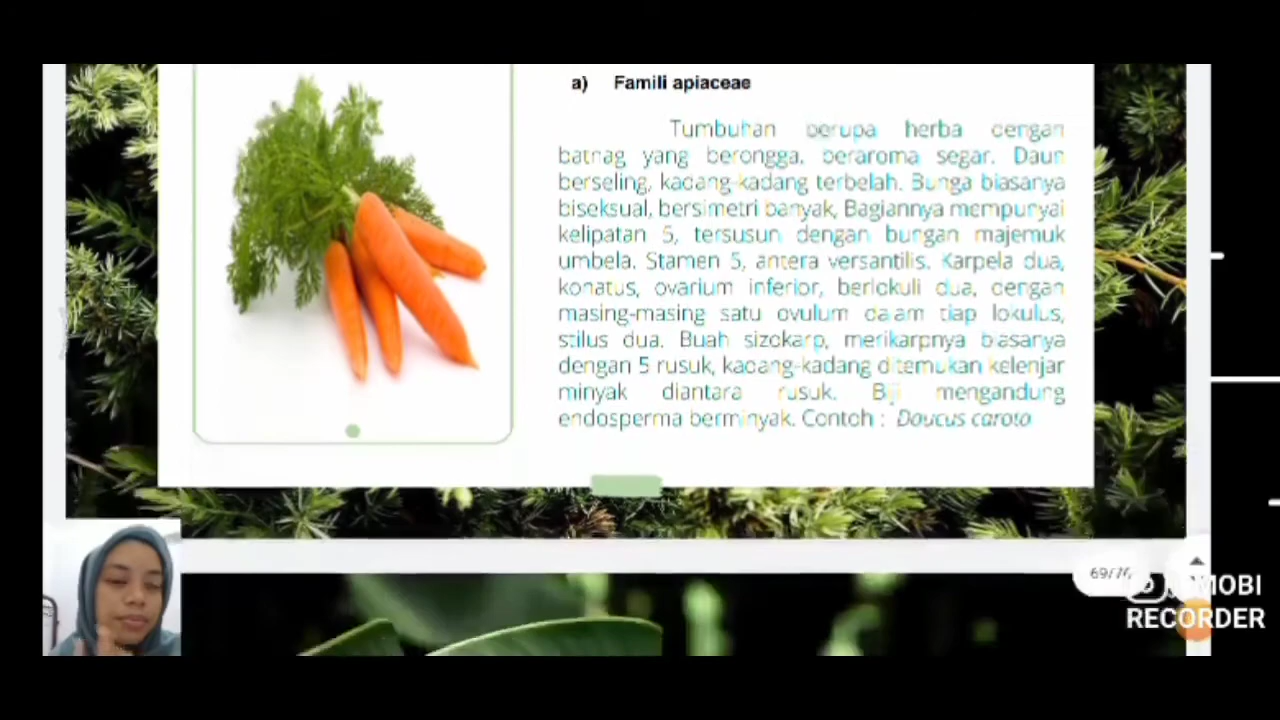 a) Famili apiaceae
Tumbuhan berupa herba dengan
batnag yang berongga, beraroma segar. Daun
berseling, kadang-kadang terbelah. Bunga biasanya
biseksual, bersimetri banyak, Bagiannya mempunyai
kelipatan 5, tersusun dengan bungan majemuk
umbela. Stamen 5, antera versantilis. Karpela dua,
konatus, ovarium inferior, berlokuli dua, dengan
masing-masing satu ovulum dalam tiap lokulus,
stilus dua. Buah sizokarp, merikarpnya biasanya
dengan 5 rusuk, kadang-kadang ditemukan kelenjar
minyak diantara rusuk. Biji mengandung
endosperma berminyak. Contoh : Daucus carota
MOBI
RECORDER